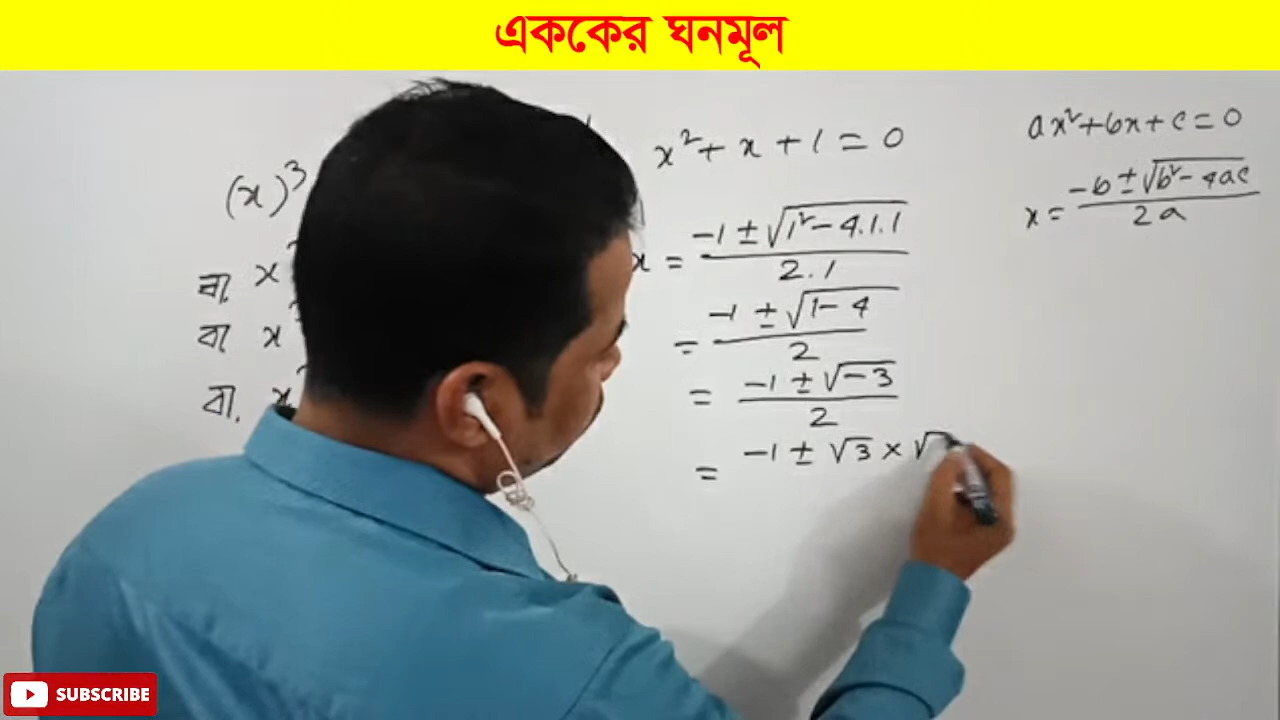 এককের ঘনমূল
(x)³
বা x
বা x
বা. x
x² + x + 1 = 0
x = (-1 ± √(1² - 4.1.1)) / 2.1
= (-1 ± √(1 - 4)) / 2
= (-1 ± √-3) / 2
= -1 ± √3 × √
ax² + bx + c = 0
x = (-b ± √(b² - 4ac)) / 2a
SUBSCRIBE